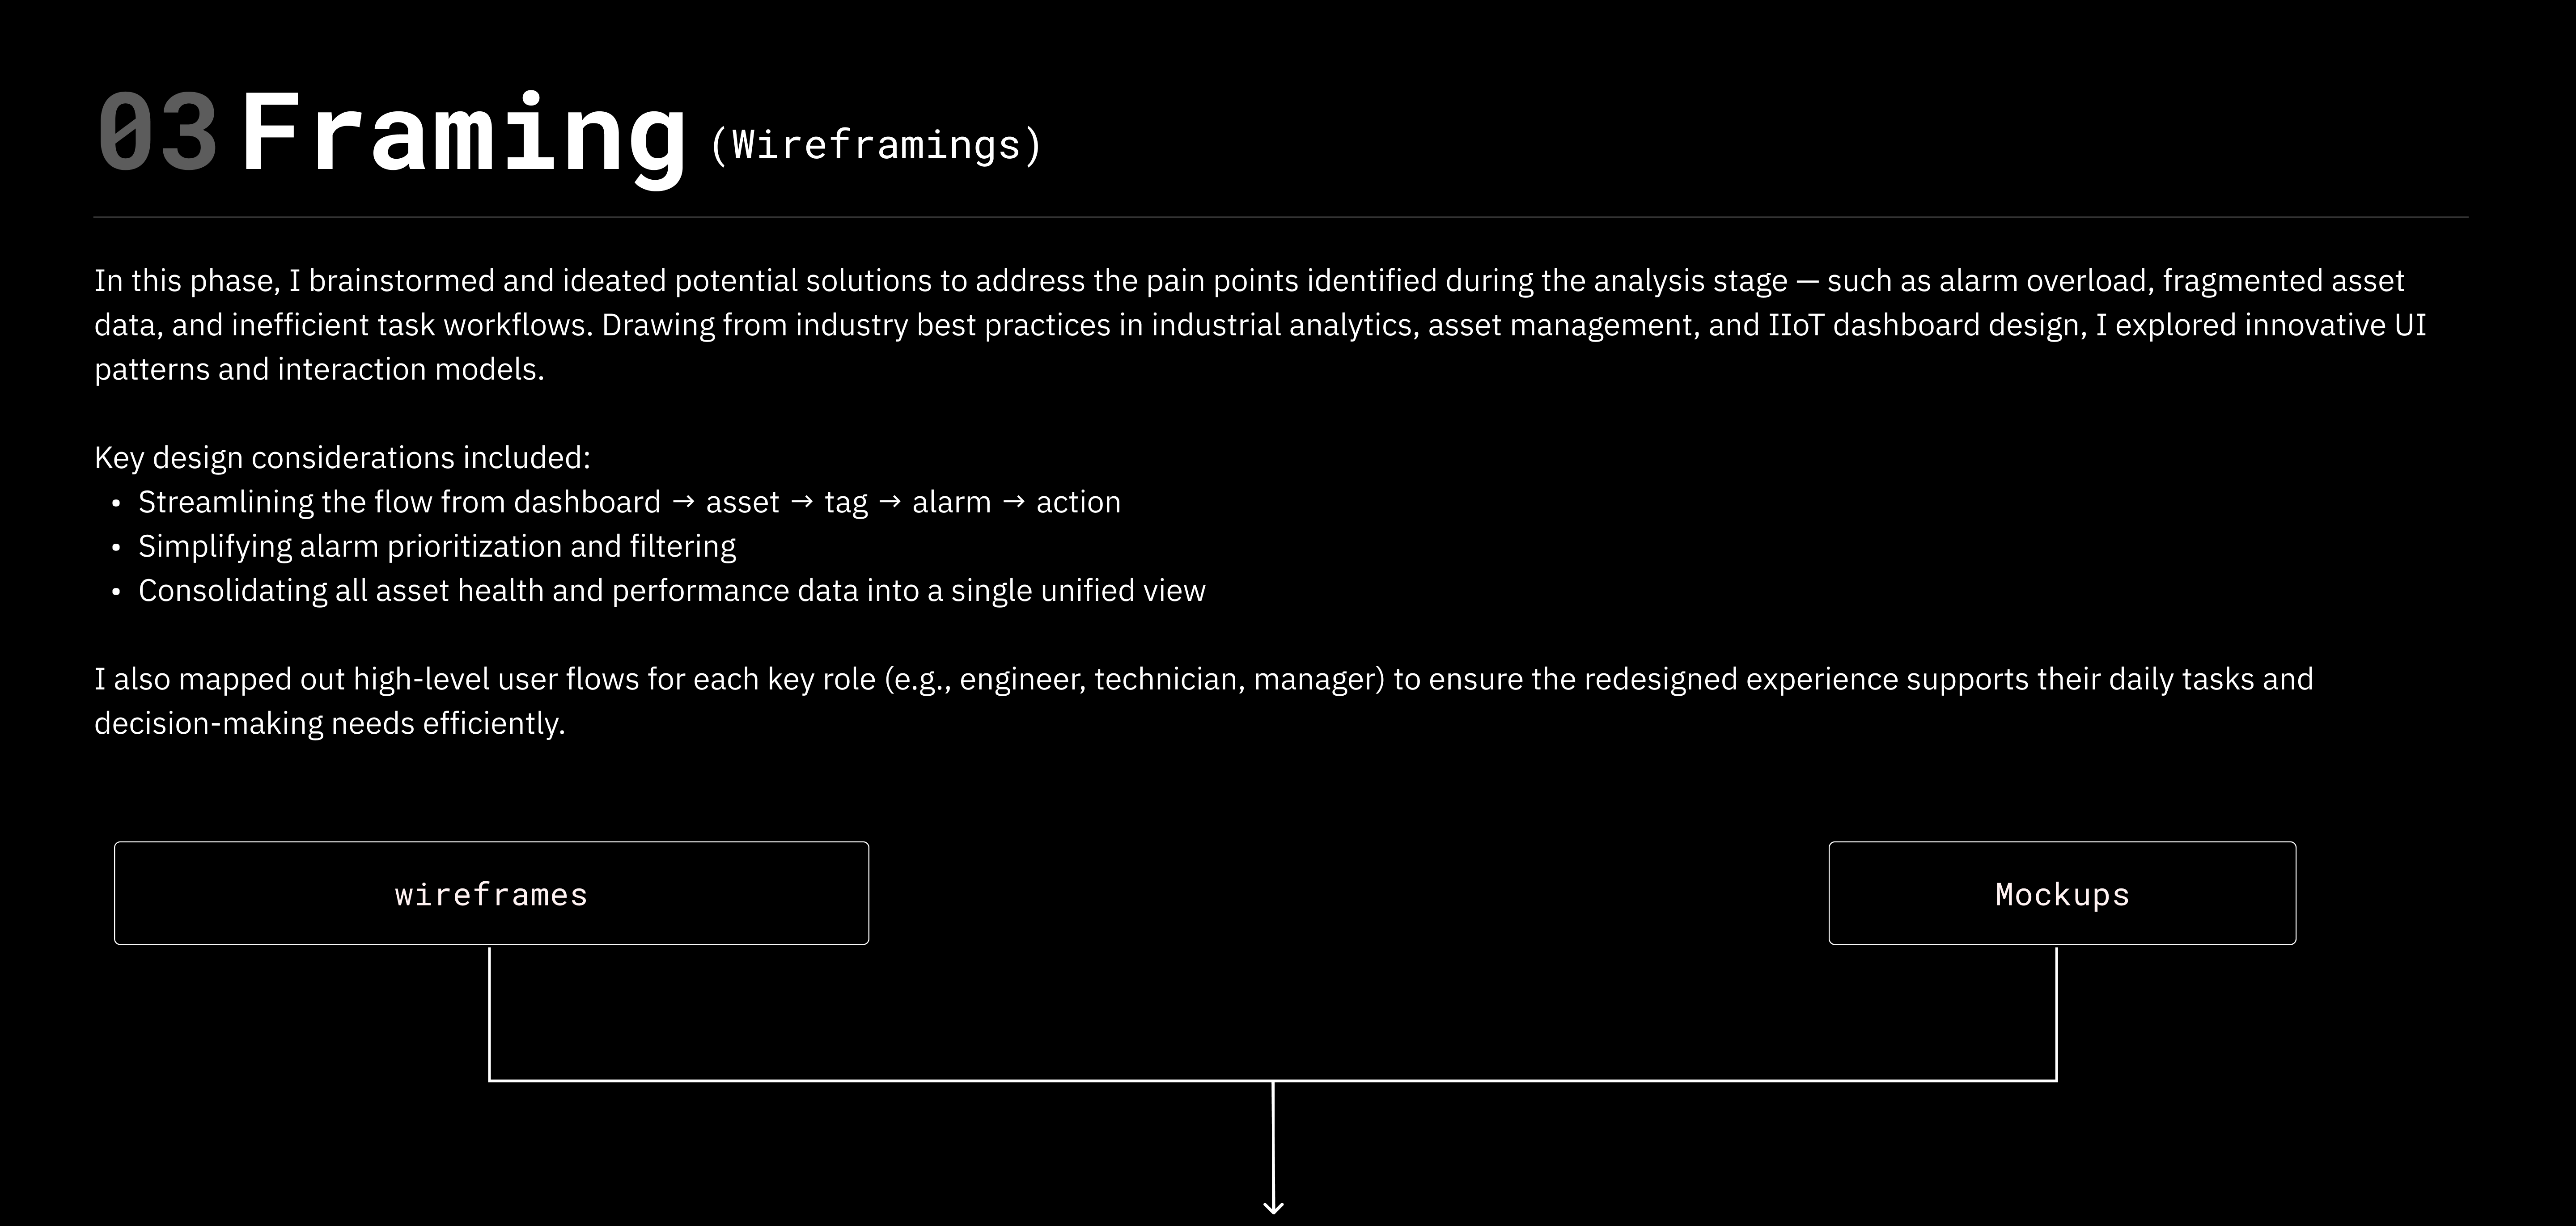 03 Framing (Wireframings)
In this phase, I brainstormed and ideated potential solutions to address the pain points identified during the analysis stage — such as alarm overload, fragmented asset
data, and inefficient task workflows. Drawing from industry best practices in industrial analytics, asset management, and IIoT dashboard design, I explored innovative UI
patterns and interaction models.
Key design considerations included:
• Streamlining the flow from dashboard → asset → tag → alarm → action
• Simplifying alarm prioritization and filtering
• Consolidating all asset health and performance data into a single unified view
I also mapped out high-level user flows for each key role (e.g., engineer, technician, manager) to ensure the redesigned experience supports their daily tasks and
decision-making needs efficiently.
wireframes
Mockups